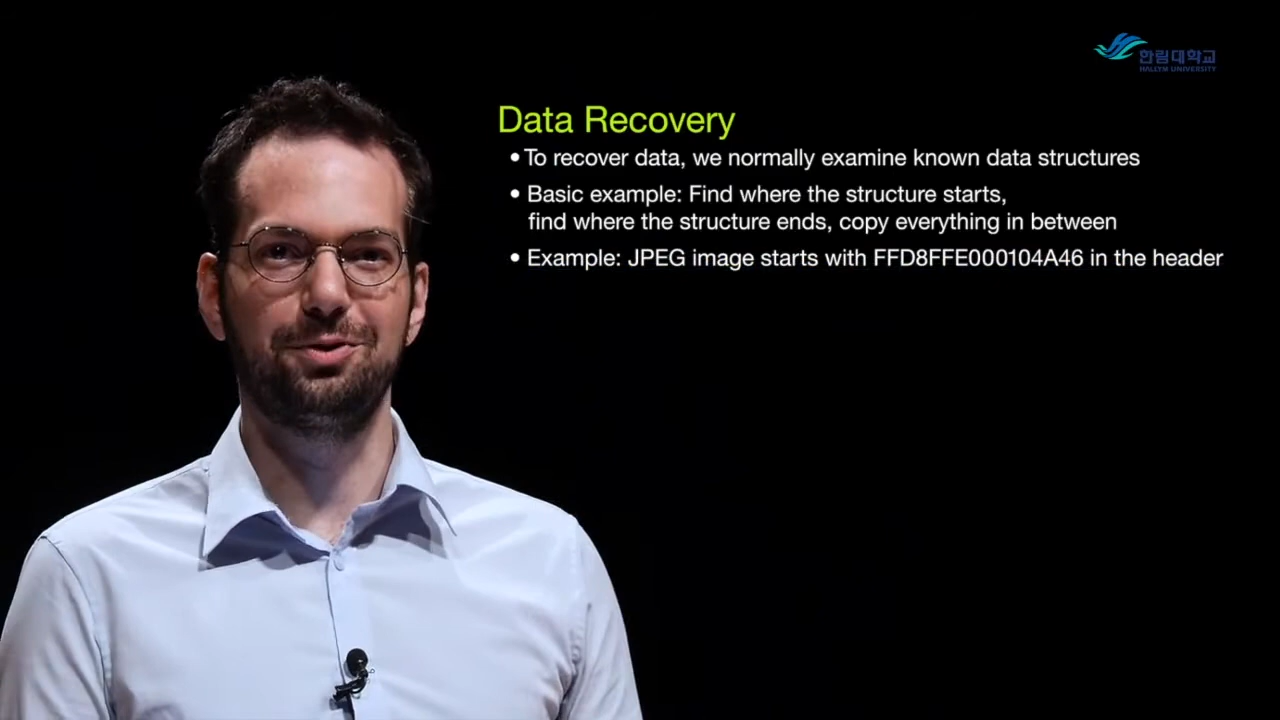 한림대학교
HALLYM UNIVERSITY
Data Recovery
• To recover data, we normally examine known data structures
• Basic example: Find where the structure starts,
find where the structure ends, copy everything in between
• Example: JPEG image starts with FFD8FFE000104A46 in the header